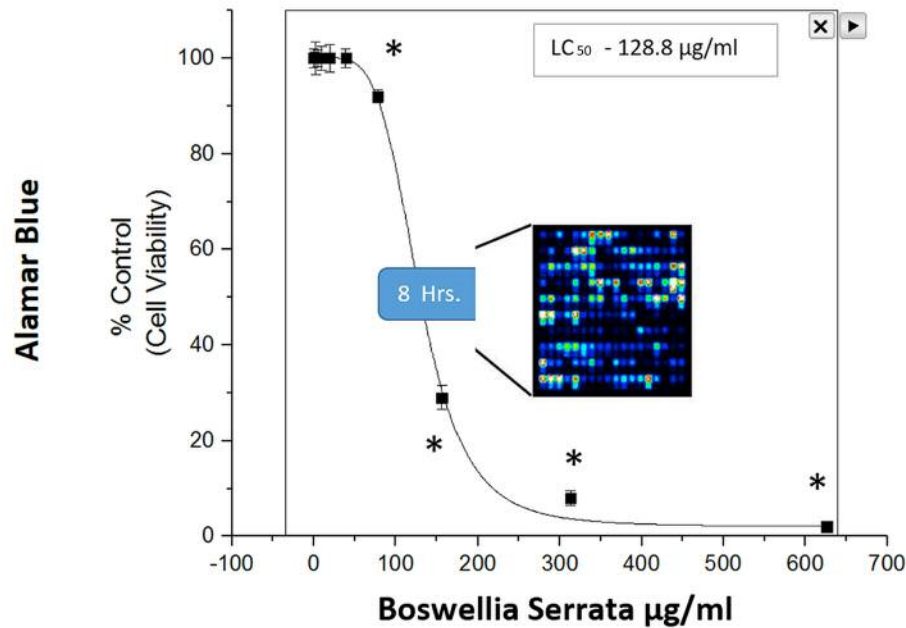 LC50 - 128.8 µg/ml
*
100
80
60
8 Hrs.
40
*
*
*
20
0
-100 0 100 200 300 400 500 600 700
Alamar Blue
% Control
(Cell Viability)
Boswellia Serrata µg/ml